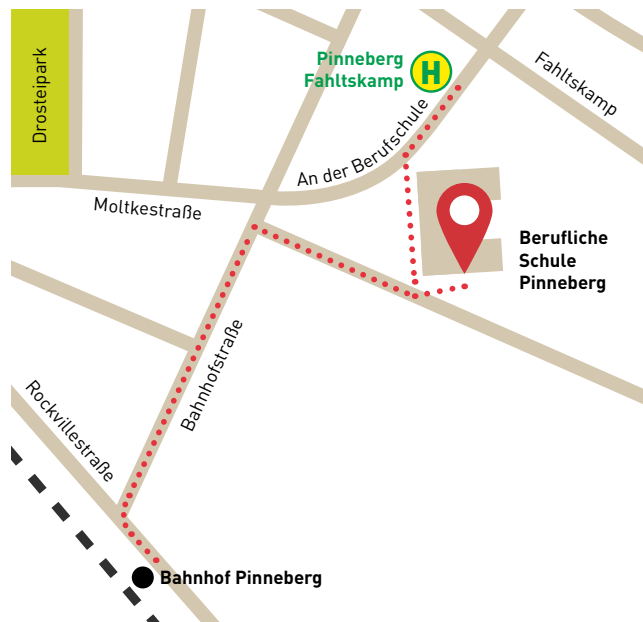 Pinneberg
Fahltskamp
H
Fahltskamp
Drosteipark
An der Berufschule
Moltkestraße
Berufliche
Schule
Pinneberg
Bahnhofstraße
Rockvillestraße
Bahnhof Pinneberg